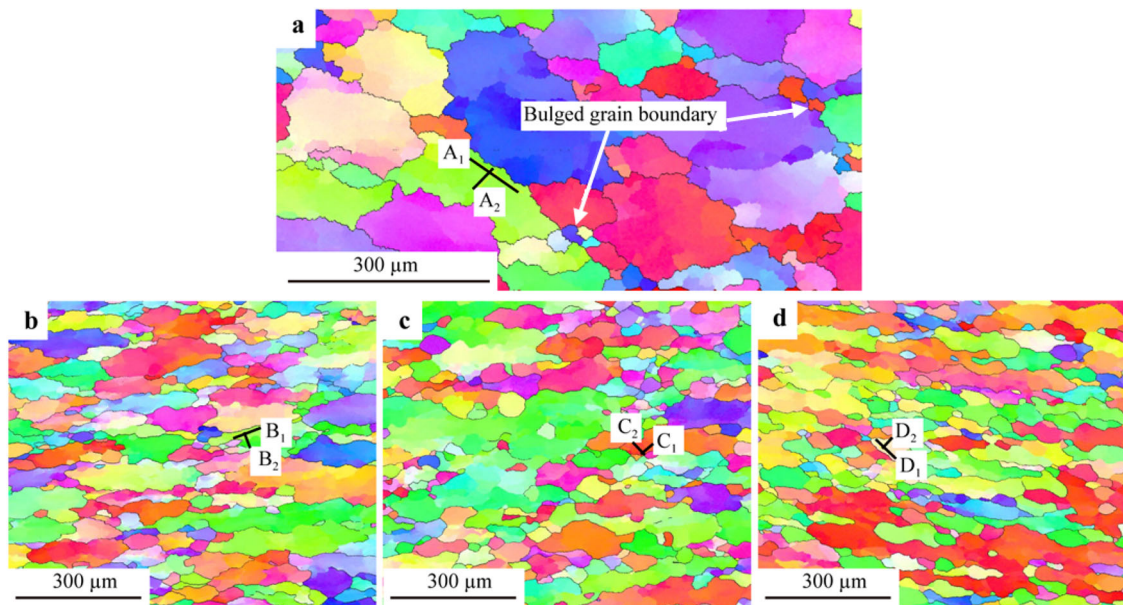 a
Bulged grain boundary
A₁
A₂
300 µm
b
B₁
B₂
300 µm
c
C₂
C₁
300 µm
d
D₂
D₁
300 µm